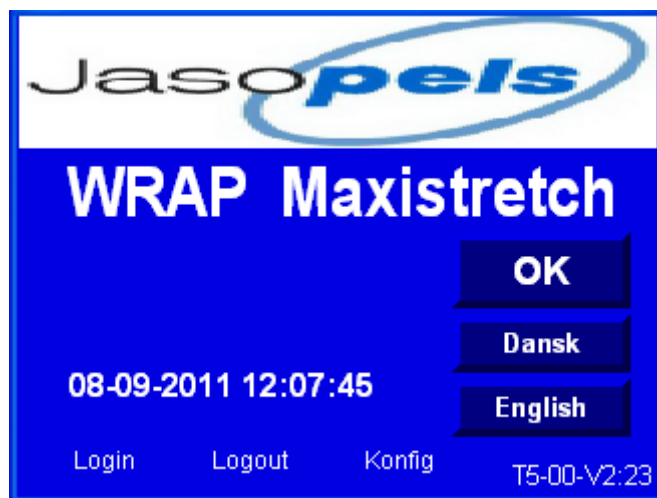 Jasopels
WRAP Maxistretch
OK
Dansk
08-09-2011 12:07:45
English
Login Logout Konfig
T5-00-V2:23